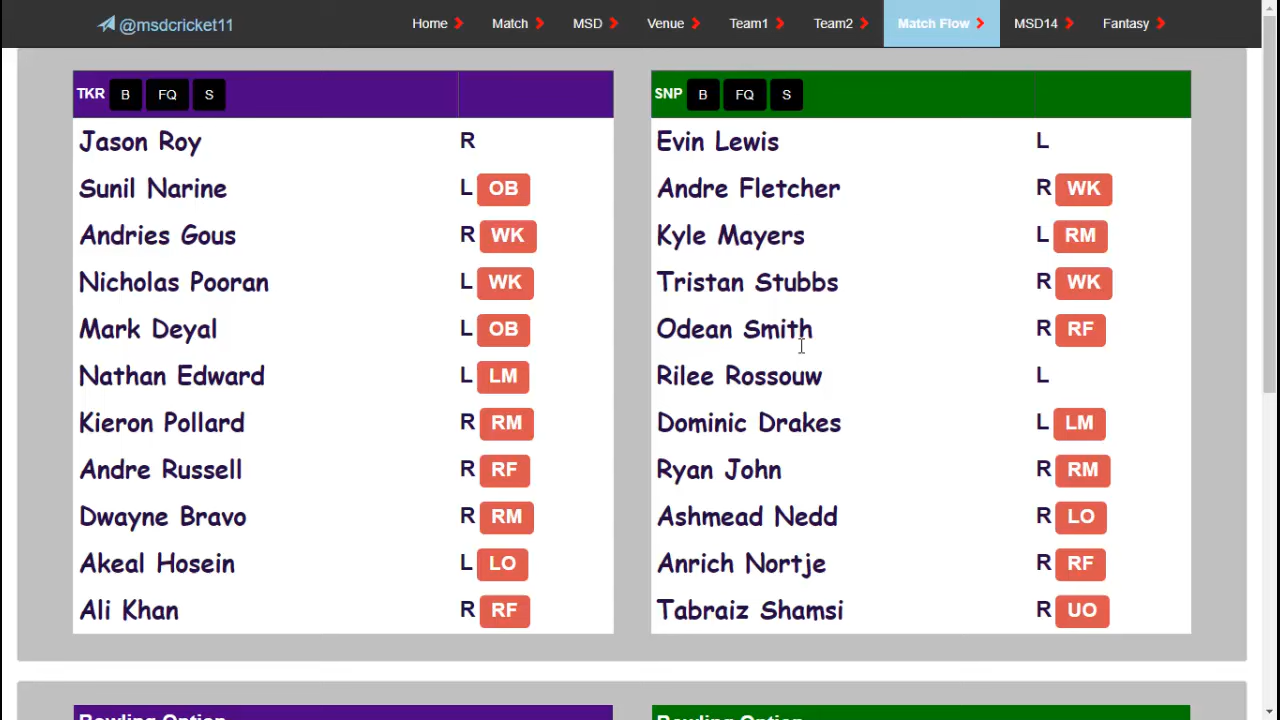 @msdcricket11 Home Match MSD Venue Team1 Team2 Match Flow MSD14 Fantasy
TKR B FQ S
Jason Roy R
Sunil Narine L OB
Andries Gous R WK
Nicholas Pooran L WK
Mark Deyal L OB
Nathan Edward L LM
Kieron Pollard R RM
Andre Russell R RF
Dwayne Bravo R RM
Akeal Hosein L LO
Ali Khan R RF
SNP B FQ S
Evin Lewis L
Andre Fletcher R WK
Kyle Mayers L RM
Tristan Stubbs R WK
Odean Smith R RF
Rilee Rossouw L
Dominic Drakes L LM
Ryan John R RM
Ashmead Nedd R LO
Anrich Nortje R RF
Tabraiz Shamsi R UO
Bowling Option
Bowling Option